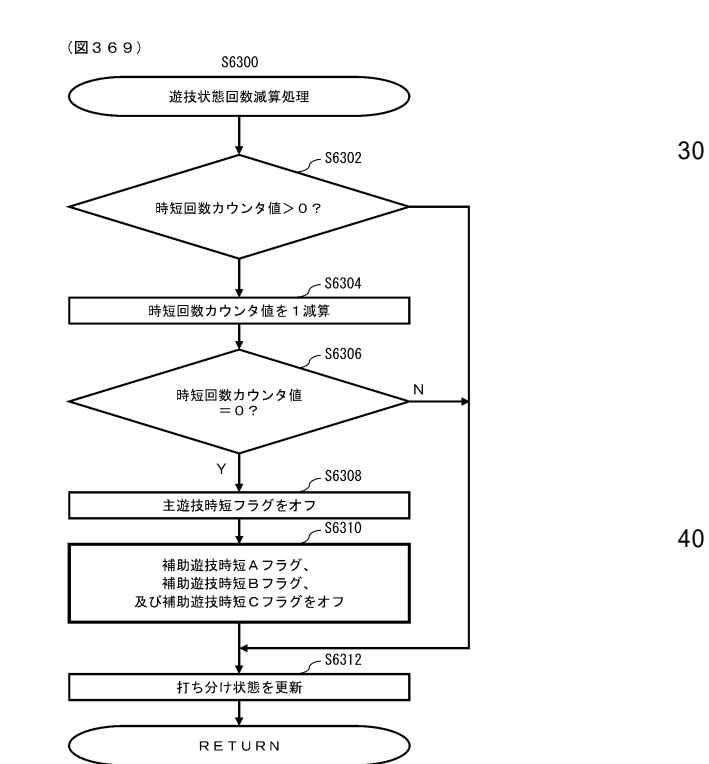 (図３６９)
S6300
遊技状態回数減算処理
S6302
30
時短回数カウンタ値＞０？
S6304
時短回数カウンタ値を１減算
S6306
時短回数カウンタ値
＝０？
N
Y
S6308
主遊技時短フラグをオフ
S6310
40
補助遊技時短Ａフラグ、
補助遊技時短Ｂフラグ、
及び補助遊技時短Ｃフラグをオフ
S6312
打ち分け状態を更新
ＲＥＴＵＲＮ